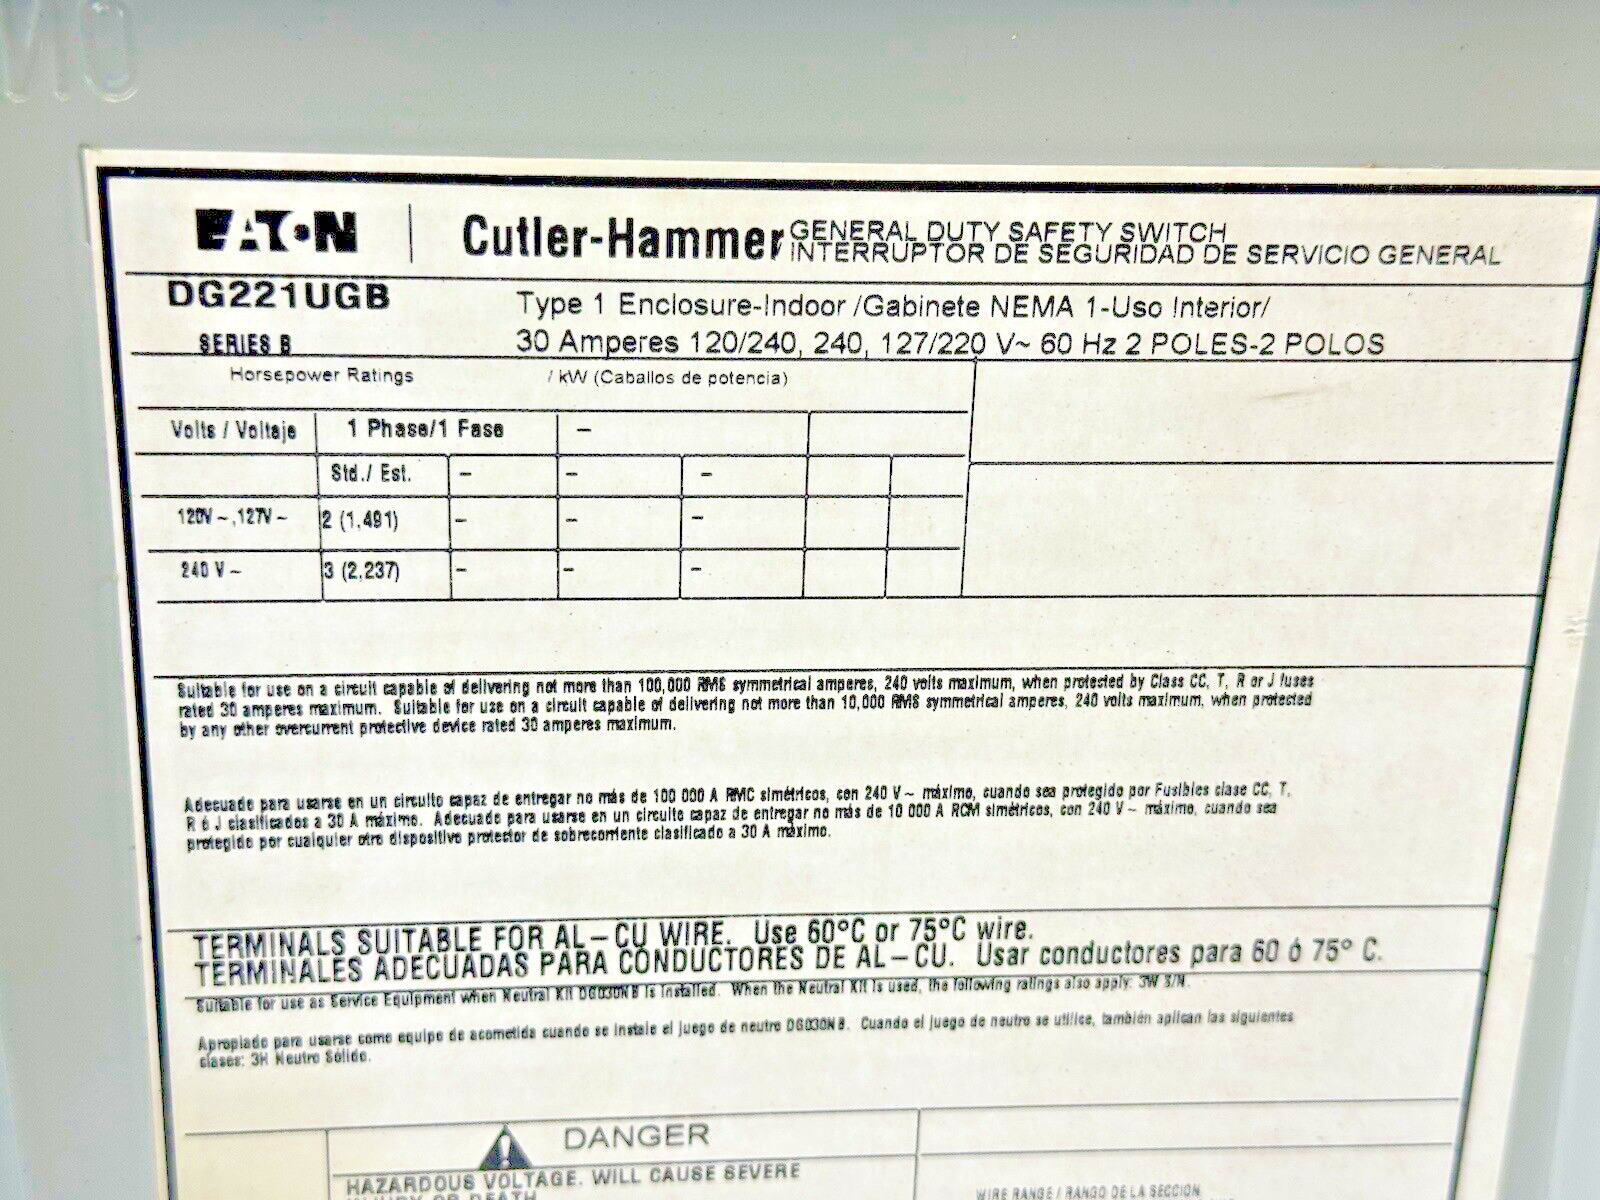 EATON
Cutler-Hammer
GENERAL DUTY SAFETY SWITCH
INTERRUPTOR DE SEGURIDAD DE SERVICIO GENERAL
DG221UGB
Type 1 Enclosure-Indoor /Gabinete NEMA 1-Uso Interior/
SERIES B
30 Amperes 120/240, 240, 127/220 V~ 60 Hz 2 POLES-2 POLOS
Horsepower Ratings / kW (Caballos de potencia)
Volts / Voltaje 1 Phase/1 Fase –
Std./ Est. – – –
120V ~,127V ~ 2 (1,491) – – –
240 V ~ 3 (2,237) – – –
Suitable for use on a circuit capable of delivering not more than 100,000 RMS symmetrical amperes, 240 volts maximum, when protected by Class CC, T, R or J fuses
rated 30 amperes maximum. Suitable for use on a circuit capable of delivering not more than 10,000 RMS symmetrical amperes, 240 volts maximum, when protected
by any other overcurrent protective device rated 30 amperes maximum.
Adecuado para usarse en un circuito capaz de entregar no más de 100 000 A RMC simétricos, con 240 V ~ máximo, cuando sea protegido por Fusibles clase CC, T,
R ó J clasificados a 30 A máximo. Adecuado para usarse en un circuito capaz de entregar no más de 10 000 A RCM simétricos, con 240 V ~ máximo, cuando sea
protegido por cualquier otro dispositivo protector de sobrecorriente clasificado a 30 A máximo.
TERMINALS SUITABLE FOR AL–CU WIRE. Use 60°C or 75°C wire.
TERMINALES ADECUADAS PARA CONDUCTORES DE AL–CU. Usar conductores para 60 ó 75° C.
Suitable for use as Service Equipment when Neutral Kit DG030NB is installed. When the Neutral Kit is used, the following ratings also apply: 3W S/N.
Apropiado para usarse como equipo de acometida cuando se instale el juego de neutro DG030NB. Cuando el juego de neutro se utilice, también aplican las siguientes
clases: 3H Neutro Sólido.
DANGER
HAZARDOUS VOLTAGE. WILL CAUSE SEVERE
INJURY OR DEATH
WIRE RANGE / RANGO DE LA SECCION